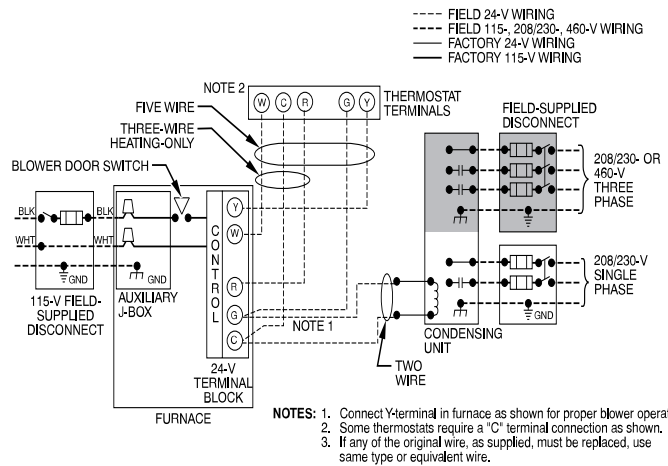 FIELD 24-V WIRING
FIELD 115-, 208/230-, 460-V WIRING
FACTORY 24-V WIRING
FACTORY 115-V WIRING
NOTE 2
W C R G Y
THERMOSTAT
TERMINALS
FIVE WIRE
THREE-WIRE
HEATING-ONLY
BLOWER DOOR SWITCH
FIELD-SUPPLIED
DISCONNECT
208/230- OR
460-V
THREE
PHASE
BLK
BLK
WHT
WHT
GND
GND
115-V FIELD-
SUPPLIED
DISCONNECT
AUXILIARY
J-BOX
CONTROL
Y
W
R
G
C
NOTE 1
24-V
TERMINAL
BLOCK
FURNACE
TWO
WIRE
CONDENSING
UNIT
GND
208/230-V
SINGLE
PHASE
NOTES: 1. Connect Y-terminal in furnace as shown for proper blower operat
2. Some thermostats require a "C" terminal connection as shown.
3. If any of the original wire, as supplied, must be replaced, use
same type or equivalent wire.